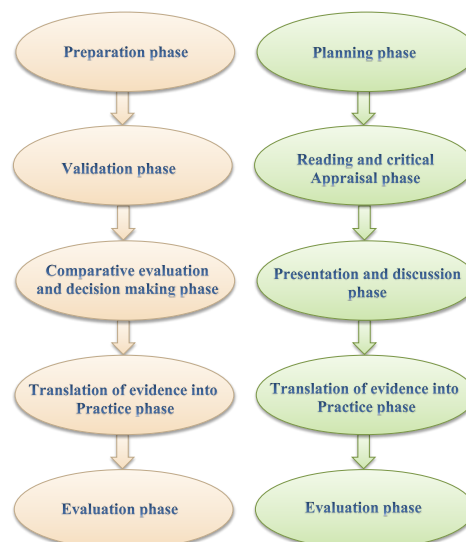 Preparation phase
Validation phase
Comparative evaluation
and decision making phase
Translation of evidence into
Practice phase
Evaluation phase
Planning phase
Reading and critical
Appraisal phase
Presentation and discussion
phase
Translation of evidence into
Practice phase
Evaluation phase